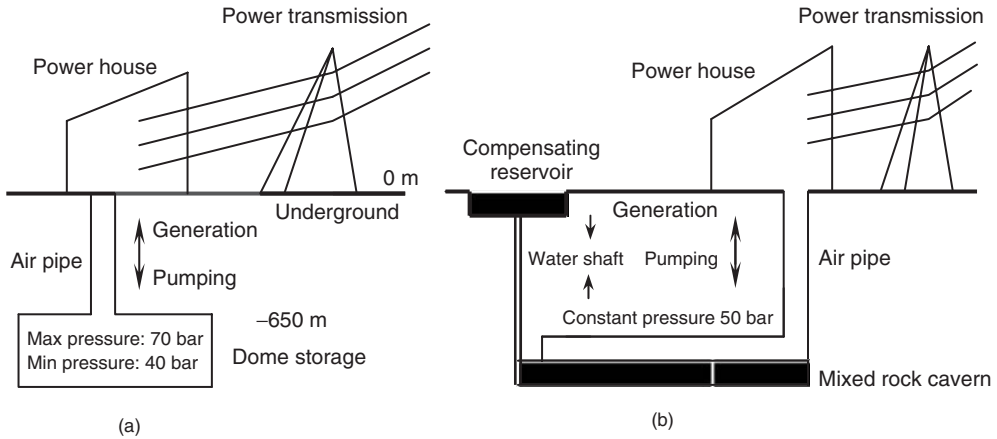 Power transmission
Power house
0 m
Underground
Generation
Air pipe
Pumping
–650 m
Max pressure: 70 bar
Min pressure: 40 bar
Dome storage
(a)
Power transmission
Power house
Compensating
reservoir
Generation
Water shaft
Pumping
Air pipe
Constant pressure 50 bar
Mixed rock cavern
(b)